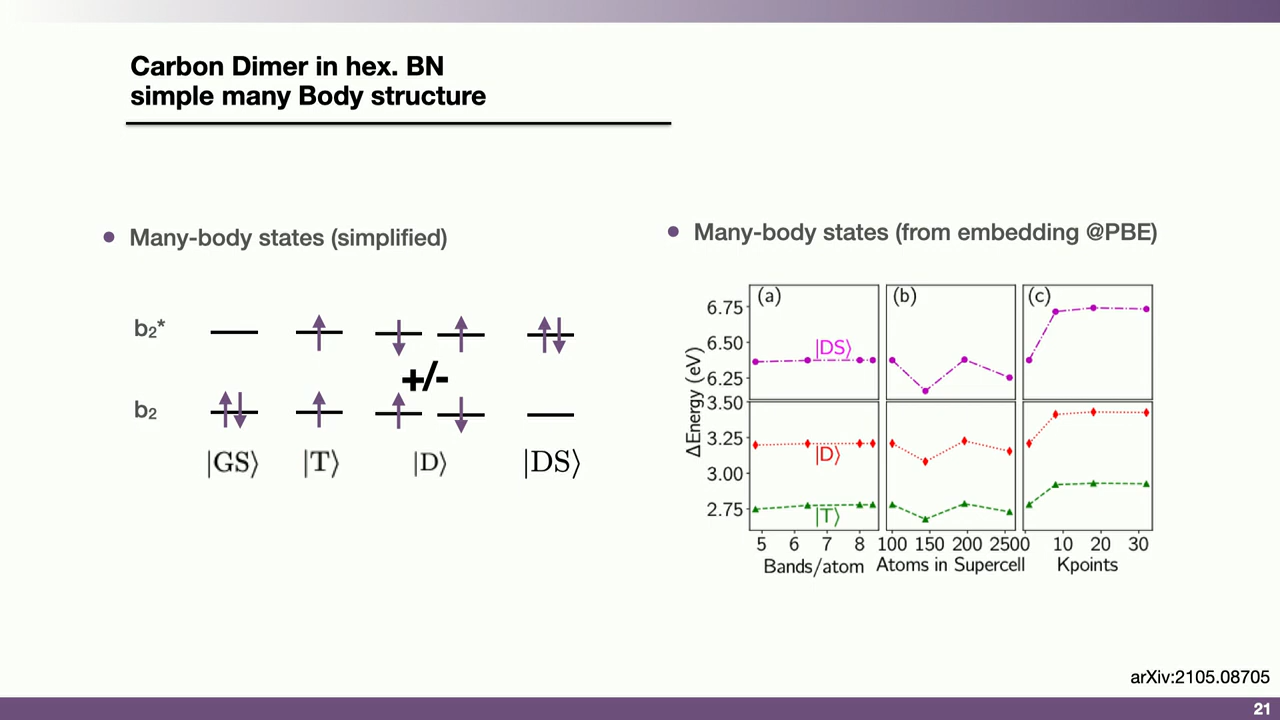 Carbon Dimer in hex. BN
simple many Body structure
• Many-body states (simplified)
b₂*
+/-
b₂
|GS⟩ |T⟩ |D⟩ |DS⟩
• Many-body states (from embedding @PBE)
(a) (b) (c)
6.75
6.50
6.25
3.50
3.25
3.00
2.75
ΔEnergy (eV)
|DS⟩
|D⟩
|T⟩
5 6 7 8 100 150 200 250 0 10 20 30
Bands/atom Atoms in Supercell Kpoints
arXiv:2105.08705
21